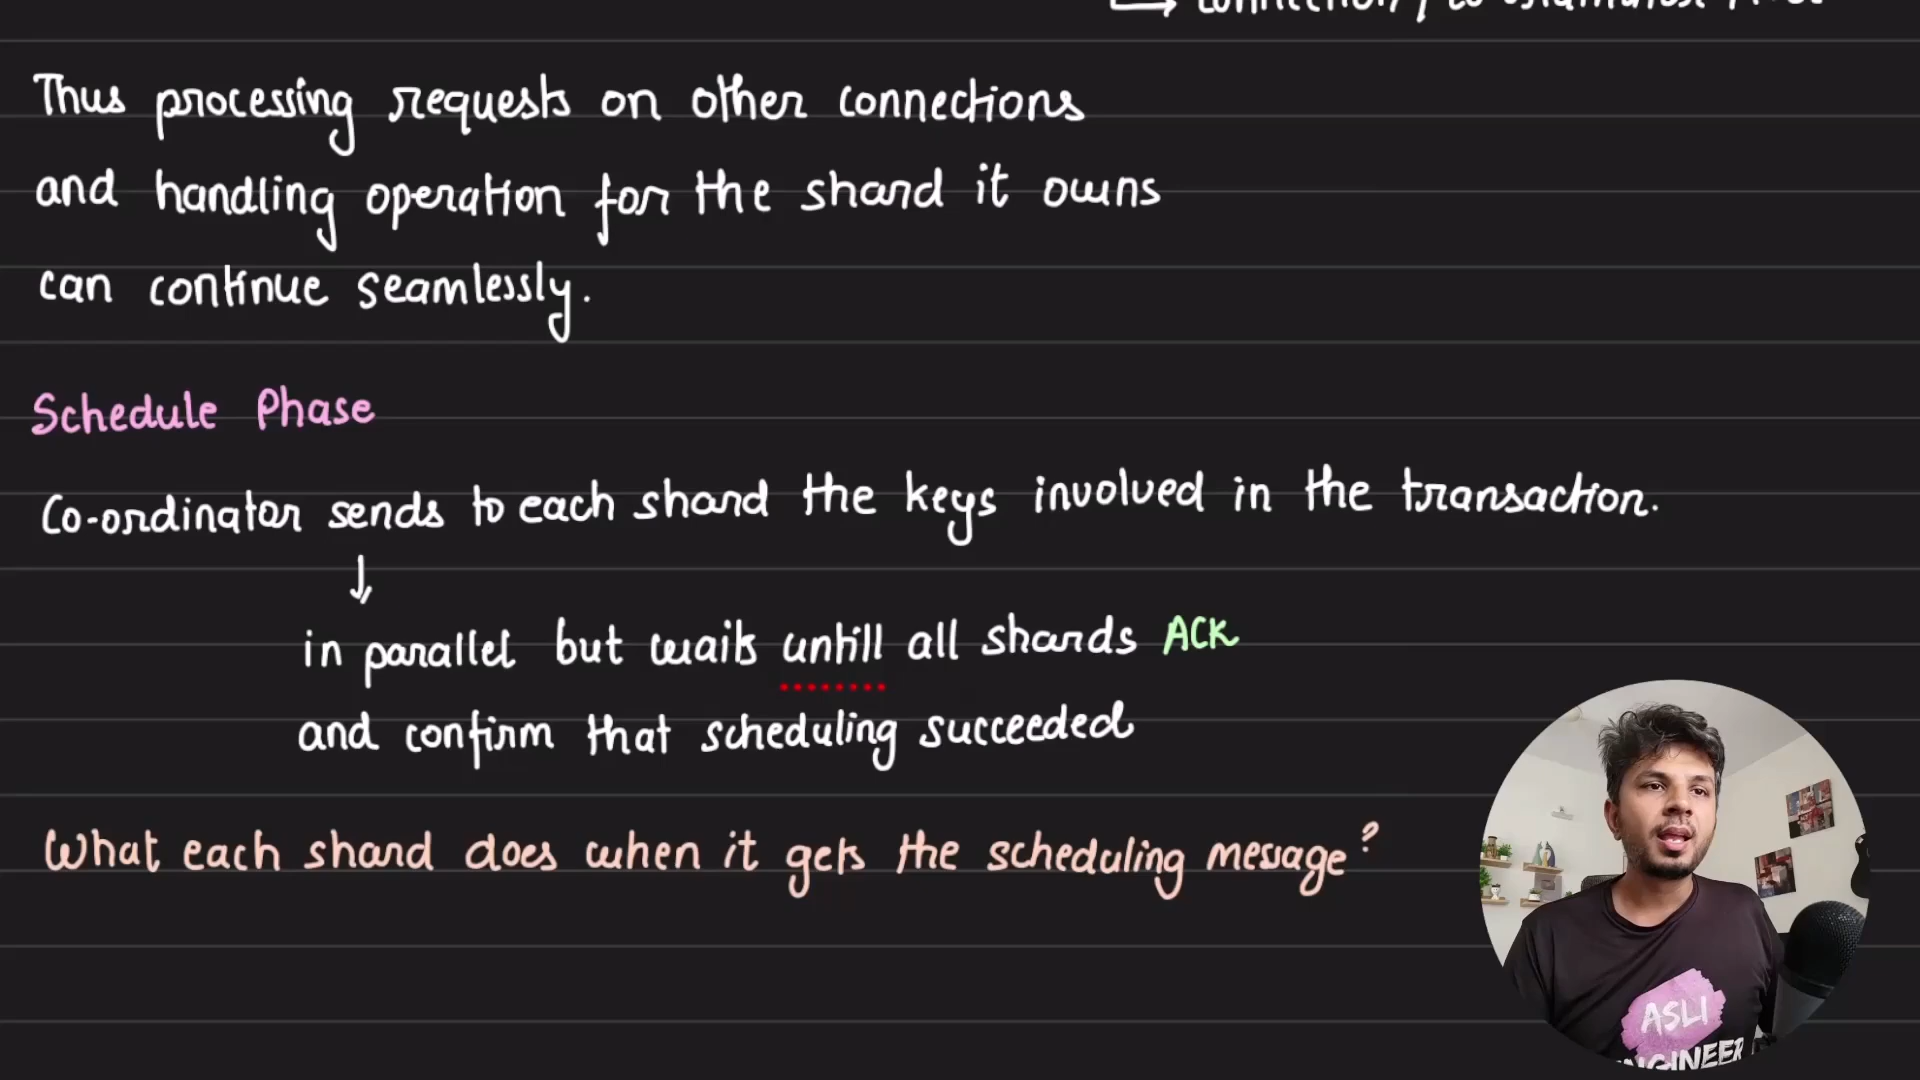 Thus processing requests on other connections
and handling operation for the shard it owns
can continue seamlessly.
Schedule Phase
Co-ordinator sends to each shard the keys involved in the transaction.
↓
in parallel but waits untill all shards ACK
and confirm that scheduling succeeded
What each shard does when it gets the scheduling message?
ASLI
ENGINEER